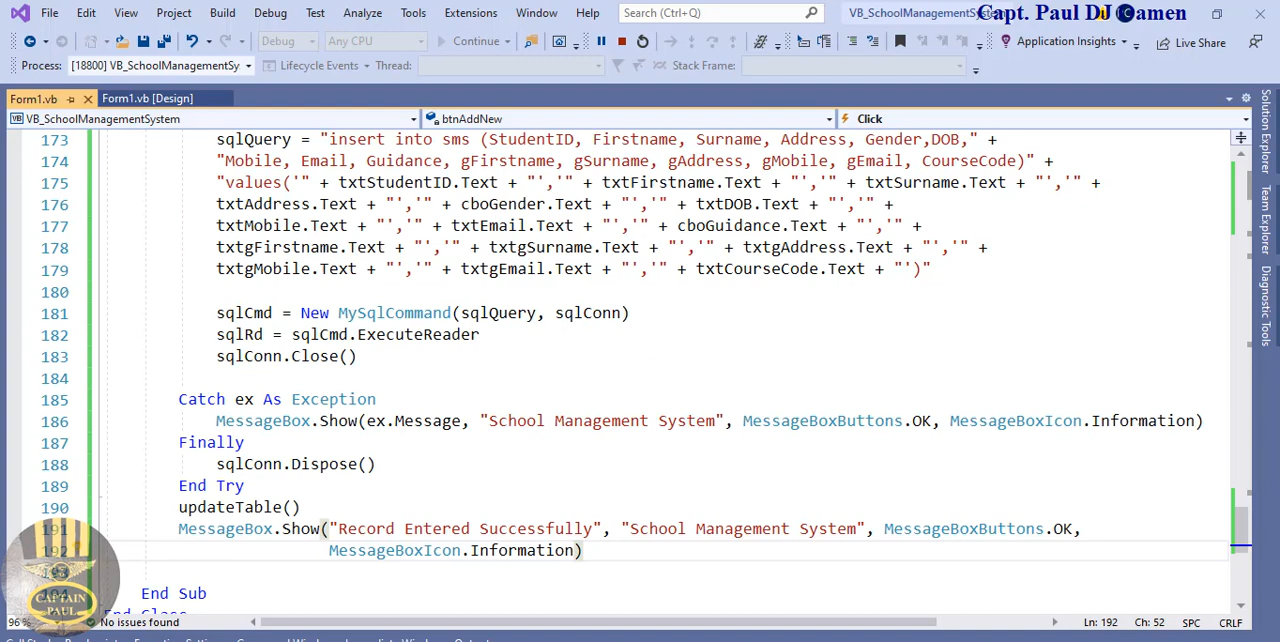 File Edit View Project Build Debug Test Analyze Tools Extensions Window Help Search (Ctrl+Q) VB_SchoolManagementSystem Capt. Paul DJ Oamen
Debug Any CPU Continue Application Insights Live Share
Process: [18800] VB_SchoolManagementSy Lifecycle Events Thread: Stack Frame:
Form1.vb Form1.vb [Design]
VB_SchoolManagementSystem btnAddNew Click
173 sqlQuery = "insert into sms (StudentID, Firstname, Surname, Address, Gender,DOB," +
174 "Mobile, Email, Guidance, gFirstname, gSurname, gAddress, gMobile, gEmail, CourseCode)" +
175 "values('" + txtStudentID.Text + "','" + txtFirstname.Text + "','" + txtSurname.Text + "','" +
176 txtAddress.Text + "','" + cboGender.Text + "','" + txtDOB.Text + "','" +
177 txtMobile.Text + "','" + txtEmail.Text + "','" + cboGuidance.Text + "','" +
178 txtgFirstname.Text + "','" + txtgSurname.Text + "','" + txtgAddress.Text + "','" +
179 txtgMobile.Text + "','" + txtgEmail.Text + "','" + txtCourseCode.Text + "')"
180
181 sqlCmd = New MySqlCommand(sqlQuery, sqlConn)
182 sqlRd = sqlCmd.ExecuteReader
183 sqlConn.Close()
184
185 Catch ex As Exception
186 MessageBox.Show(ex.Message, "School Management System", MessageBoxButtons.OK, MessageBoxIcon.Information)
187 Finally
188 sqlConn.Dispose()
189 End Try
190 updateTable()
191 MessageBox.Show("Record Entered Successfully", "School Management System", MessageBoxButtons.OK,
192 MessageBoxIcon.Information)
193
194 End Sub
End Class
96 % No issues found Ln: 192 Ch: 52 SPC CRLF
CAPTAIN
PAUL
Solution Explorer
Team Explorer
Diagnostic Tools